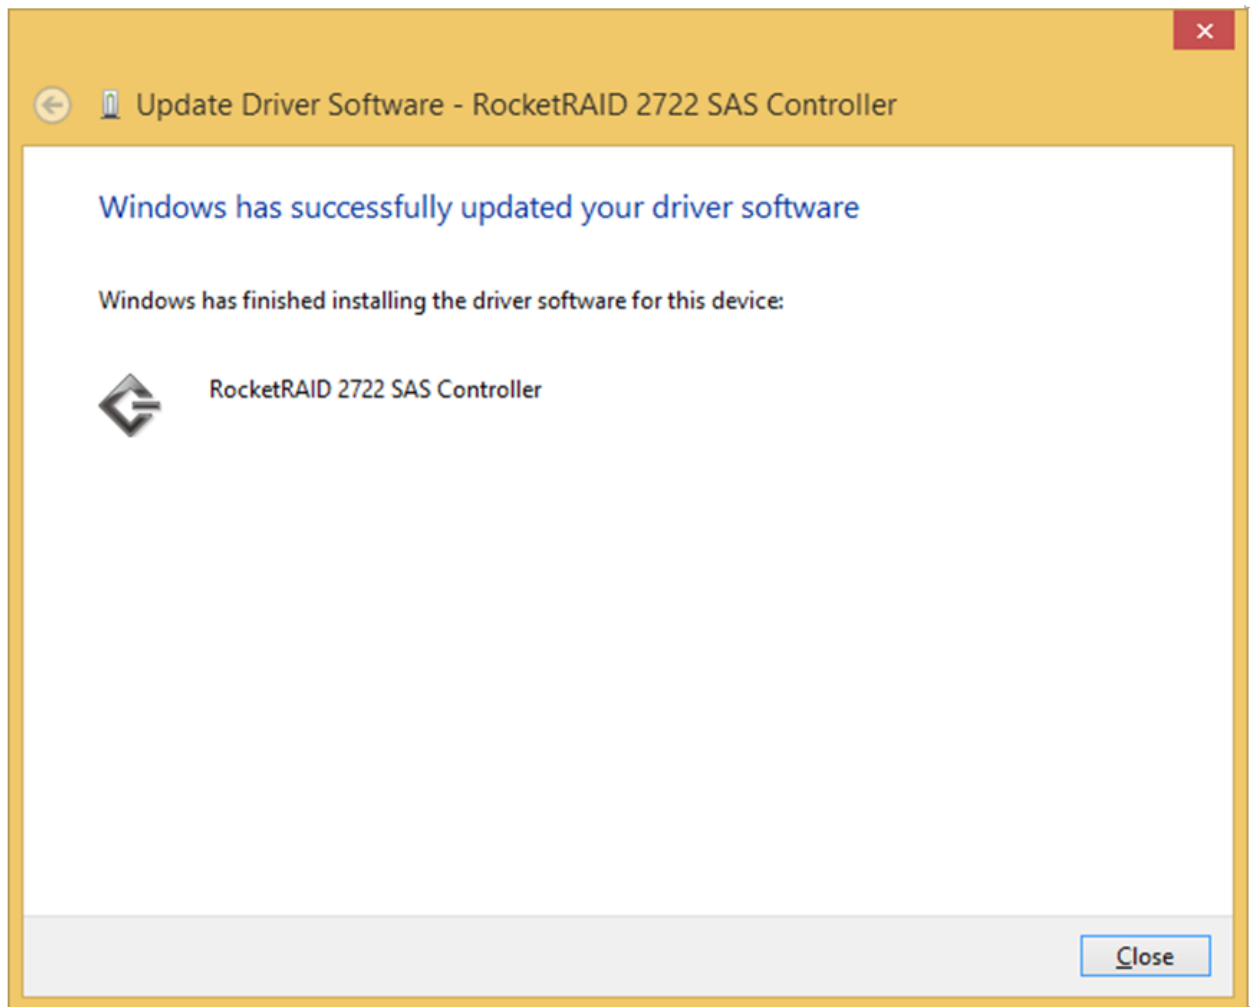 Update Driver Software - RocketRAID 2722 SAS Controller
Windows has successfully updated your driver software
Windows has finished installing the driver software for this device:
RocketRAID 2722 SAS Controller
Close